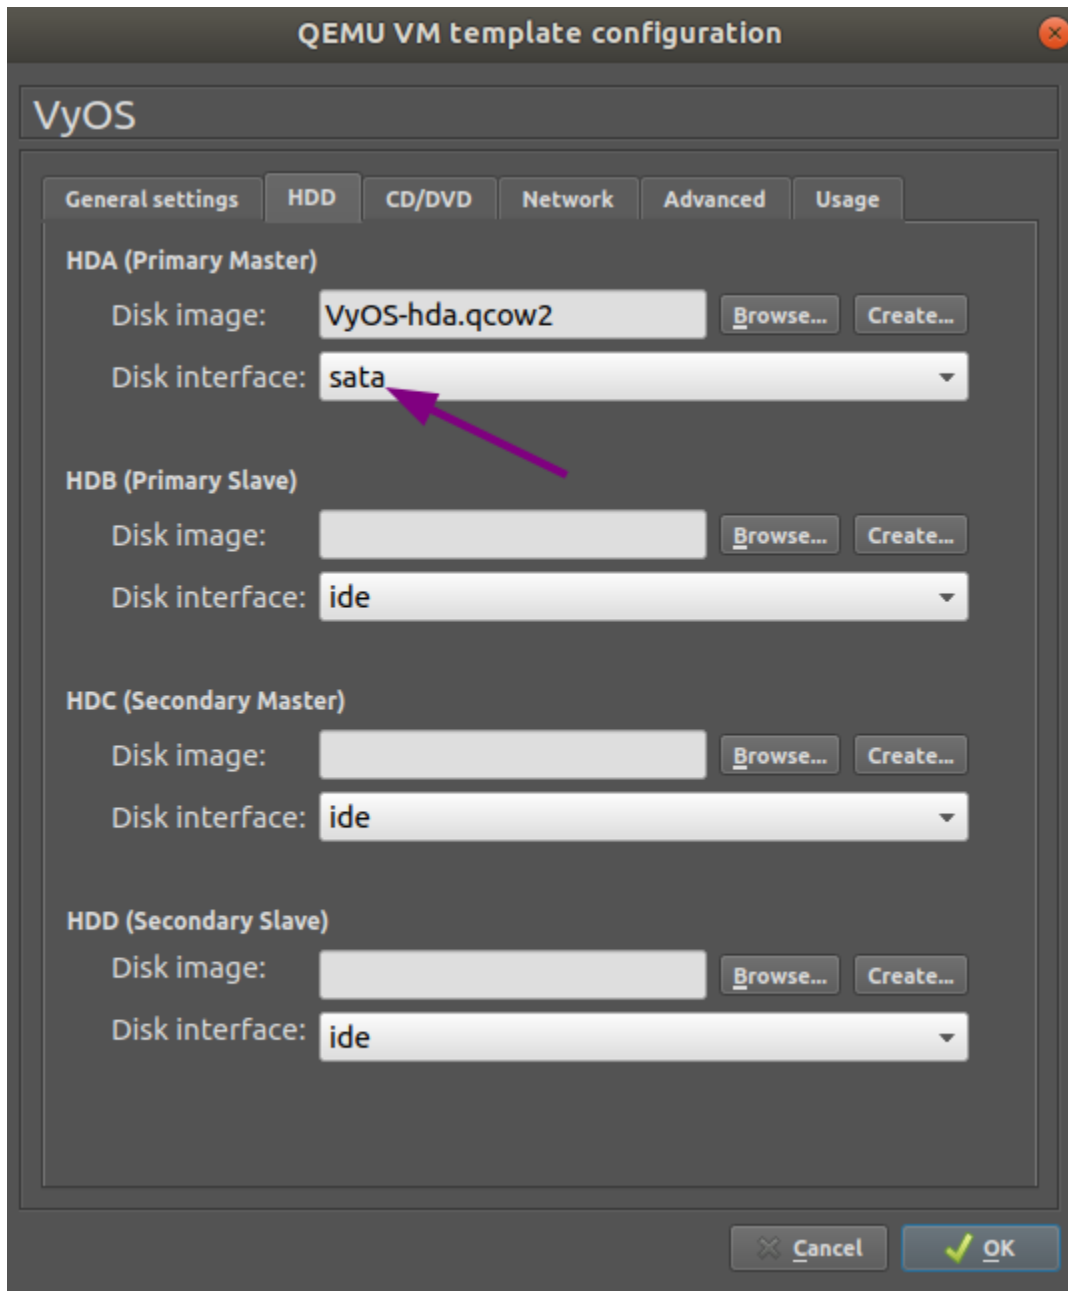 QEMU VM template configuration
VyOS
General settings HDD CD/DVD Network Advanced Usage
HDA (Primary Master)
Disk image: VyOS-hda.qcow2 Browse... Create...
Disk interface: sata
HDB (Primary Slave)
Disk image: Browse... Create...
Disk interface: ide
HDC (Secondary Master)
Disk image: Browse... Create...
Disk interface: ide
HDD (Secondary Slave)
Disk image: Browse... Create...
Disk interface: ide
Cancel OK